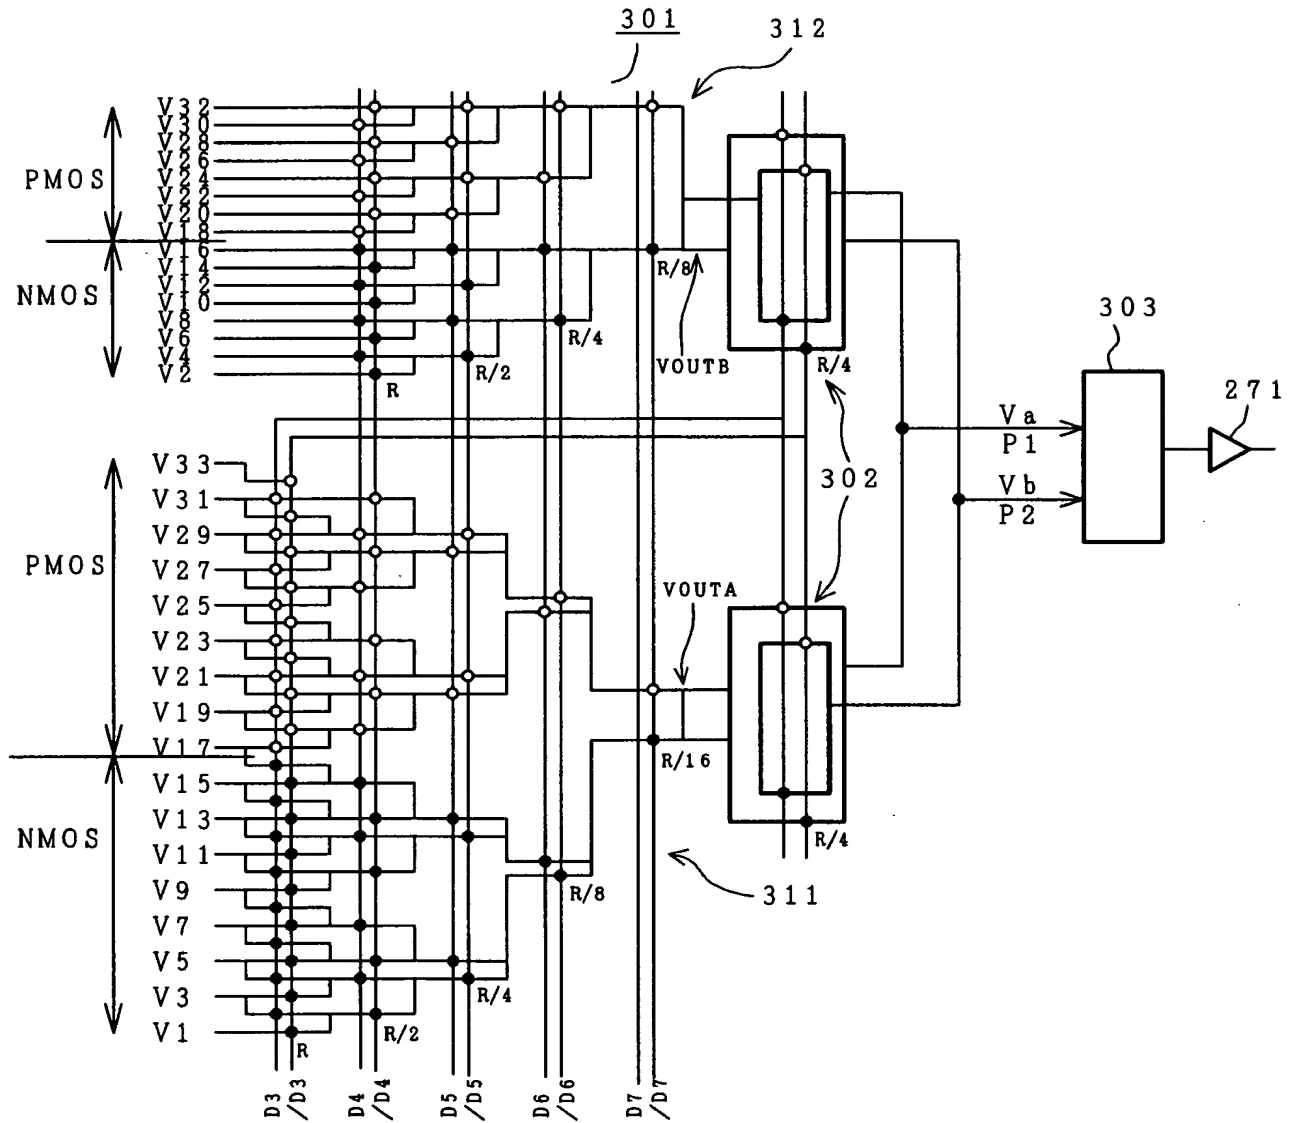 301
312
V32
V30
V28
V26
V24
V22
V20
V18
V16
V14
V12
V10
V8
V6
V4
V2
PMOS
NMOS
R
R/2
R/4
R/8
VOUTB
R/4
302
303
271
Va
P1
Vb
P2
V33
V31
V29
V27
V25
V23
V21
V19
V17
V15
V13
V11
V9
V7
V5
V3
V1
PMOS
NMOS
VOUTA
R/16
R/4
311
R/8
R/4
R/2
R
D3
/D3
D4
/D4
D5
/D5
D6
/D6
D7
/D7